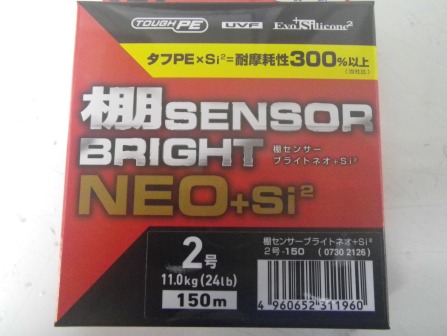 TOUGH PE UVF Evo Silicone²
タフPE×Si²=耐摩耗性300%以上
(当社比)
棚SENSOR
BRIGHT
棚センサー
ブライトネオ+Si²
NEO+Si²
2号
11.0kg(24lb)
150m
棚センサーブライトネオ+Si²
2号-150 (0730 2126)
4 960652 311960